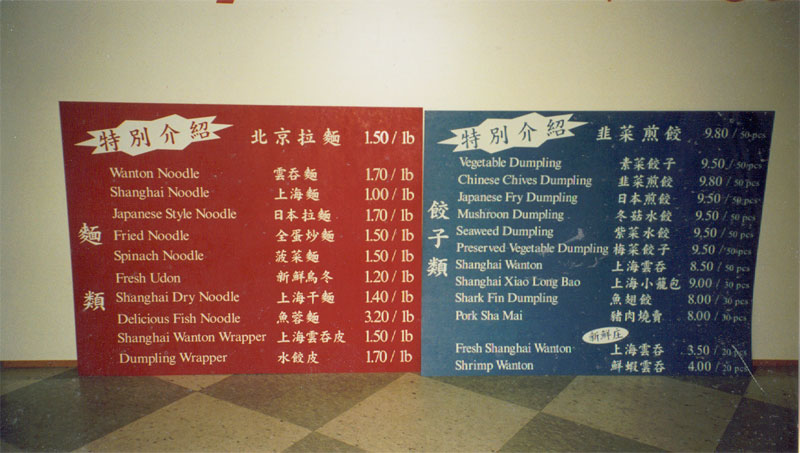 特別介紹 北京拉麵 1.50 / lb
麵類
Wanton Noodle 雲吞麵 1.70 / lb
Shanghai Noodle 上海麵 1.00 / lb
Japanese Style Noodle 日本拉麵 1.70 / lb
Fried Noodle 全蛋炒麵 1.50 / lb
Spinach Noodle 菠菜麵 1.50 / lb
Fresh Udon 新鮮烏冬 1.20 / lb
Shanghai Dry Noodle 上海干麵 1.40 / lb
Delicious Fish Noodle 魚蓉麵 3.20 / lb
Shanghai Wanton Wrapper 上海雲吞皮 1.50 / lb
Dumpling Wrapper 水餃皮 1.70 / lb
特別介紹 韭菜煎餃 9.80 / 50 pcs
餃子類
Vegetable Dumpling 素菜餃子 9.50 / 50 pcs
Chinese Chives Dumpling 韭菜煎餃 9.80 / 50 pcs
Japanese Fry Dumpling 日本煎餃 9.50 / 50 pcs
Mushroon Dumpling 冬菇水餃 9.50 / 50 pcs
Seaweed Dumpling 紫菜水餃 9.50 / 50 pcs
Preserved Vegetable Dumpling 梅菜餃子 9.50 / 50 pcs
Shanghai Wanton 上海雲吞 8.50 / 50 pcs
Shanghai Xiao Long Bao 上海小籠包 9.00 / 30 pcs
Shark Fin Dumpling 魚翅餃 8.00 / 30 pcs
Pork Sha Mai 豬肉燒賣 8.00 / 30 pcs
新鮮庄
Fresh Shanghai Wanton 上海雲吞 3.50 / 20 pcs
Shrimp Wanton 鮮蝦雲吞 4.00 / 20 pcs